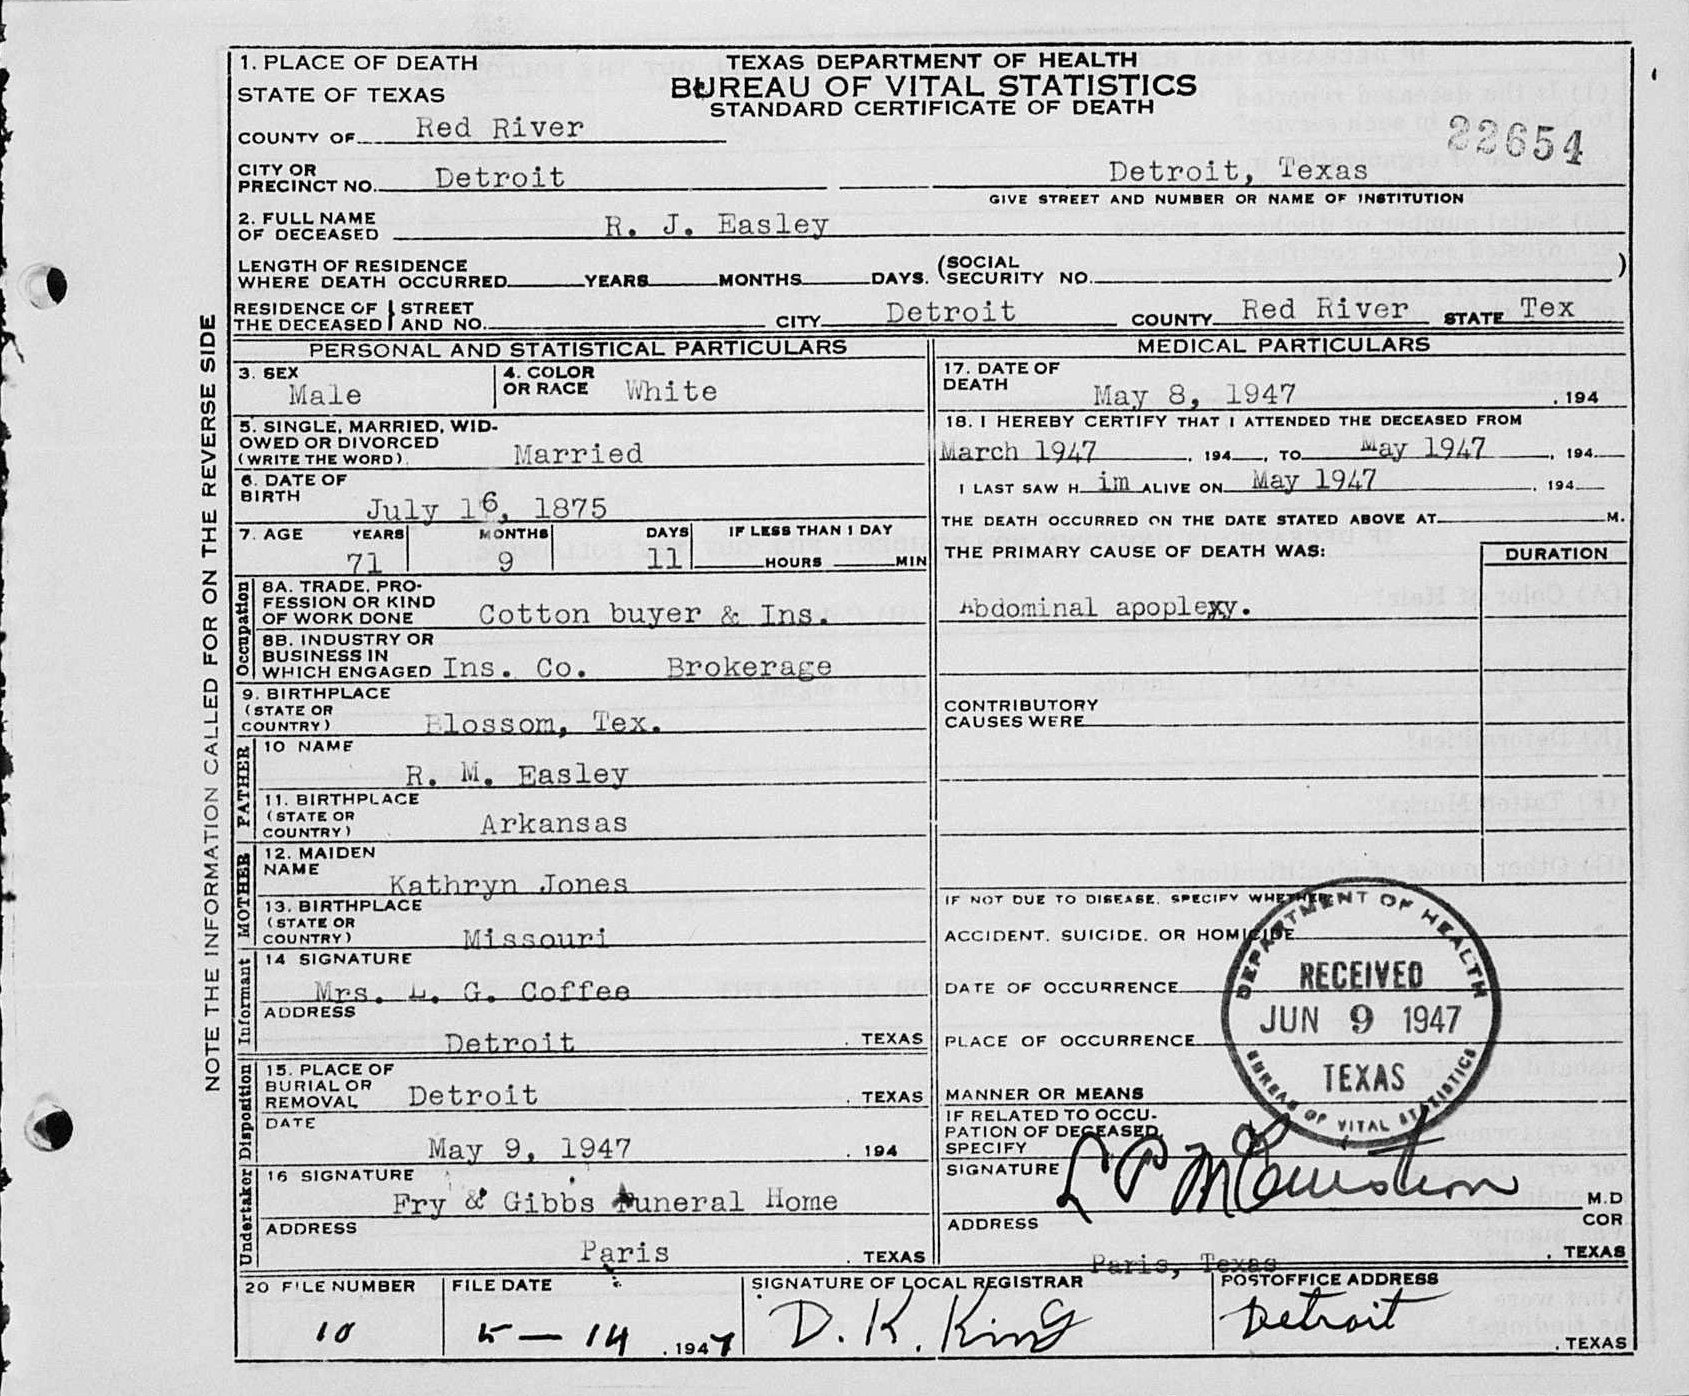 1. PLACE OF DEATH
STATE OF TEXAS
COUNTY OF Red River
TEXAS DEPARTMENT OF HEALTH
BUREAU OF VITAL STATISTICS
STANDARD CERTIFICATE OF DEATH
22654
CITY OR
PRECINCT NO. Detroit Detroit, Texas
GIVE STREET AND NUMBER OR NAME OF INSTITUTION
2. FULL NAME
OF DECEASED R. J. Easley
LENGTH OF RESIDENCE
WHERE DEATH OCCURRED YEARS MONTHS DAYS. (SOCIAL
SECURITY NO. )
RESIDENCE OF THE DECEASED } STREET AND NO. CITY Detroit COUNTY Red River STATE Tex
NOTE THE INFORMATION CALLED FOR ON THE REVERSE SIDE
PERSONAL AND STATISTICAL PARTICULARS
3. SEX
Male
4. COLOR
OR RACE White
5. SINGLE, MARRIED, WID-
OWED OR DIVORCED
(WRITE THE WORD). Married
6. DATE OF
BIRTH
July 16, 1875
7. AGE YEARS MONTHS DAYS IF LESS THAN 1 DAY
71 9 11 HOURS MIN
Occupation
8A. TRADE, PRO-
FESSION OR KIND
OF WORK DONE Cotton buyer & Ins.
8B. INDUSTRY OR
BUSINESS IN
WHICH ENGAGED Ins. Co. Brokerage
9. BIRTHPLACE
(STATE OR
COUNTRY) Blossom, Tex.
FATHER
10 NAME
R. M. Easley
11. BIRTHPLACE
(STATE OR
COUNTRY) Arkansas
MOTHER
12. MAIDEN
NAME
Kathryn Jones
13. BIRTHPLACE
(STATE OR
COUNTRY) Missouri
Informant
14 SIGNATURE
Mrs. L. G. Coffee
ADDRESS
Detroit . TEXAS
Disposition
15. PLACE OF
BURIAL OR
REMOVAL Detroit . TEXAS
DATE
May 9, 1947 . 194
Undertaker
16 SIGNATURE
Fry & Gibbs Funeral Home
ADDRESS
Paris . TEXAS
MEDICAL PARTICULARS
17. DATE OF
DEATH May 8, 1947 . 194
18. I HEREBY CERTIFY THAT I ATTENDED THE DECEASED FROM
March 1947 . 194 , TO May 1947 , 194
I LAST SAW H im ALIVE ON May 1947 , 194
THE DEATH OCCURRED ON THE DATE STATED ABOVE AT M.
THE PRIMARY CAUSE OF DEATH WAS: DURATION
Abdominal apoplexy.
CONTRIBUTORY
CAUSES WERE
IF NOT DUE TO DISEASE, SPECIFY WHETHER
ACCIDENT, SUICIDE, OR HOMICIDE
DATE OF OCCURRENCE
PLACE OF OCCURRENCE
MANNER OR MEANS
IF RELATED TO OCCU-
PATION OF DECEASED,
SPECIFY
DEPARTMENT OF HEALTH
RECEIVED
JUN 9 1947
TEXAS
BUREAU OF VITAL STATISTICS
SIGNATURE L P M M.D
COR
ADDRESS
Paris, Texas . TEXAS
20 FILE NUMBER FILE DATE SIGNATURE OF LOCAL REGISTRAR POSTOFFICE ADDRESS
10 5-14 , 1947 D. K. King Detroit
. TEXAS